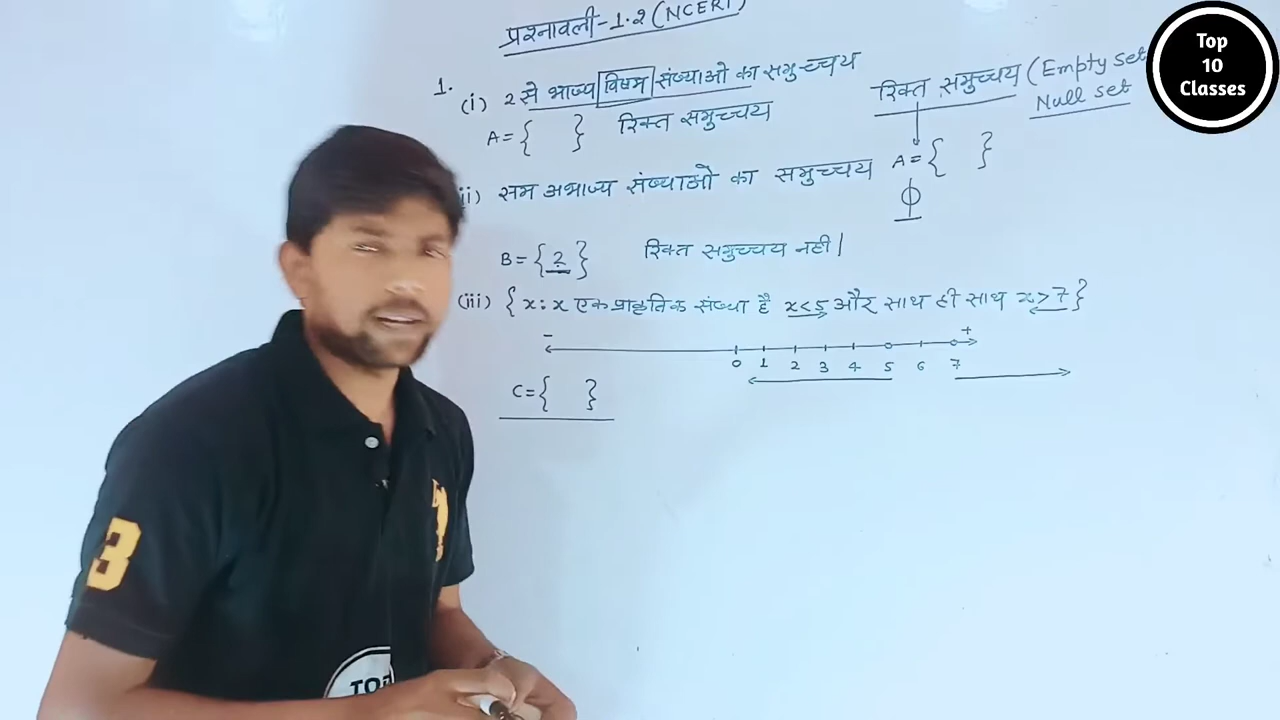 प्रश्नावली-1.2 (NCERT)
1.
(i) 2 से भाज्य विषम संख्याओं का समुच्चय
A = { } रिक्त समुच्चय
रिक्त समुच्चय (Empty set
Null set
A = { }
ϕ
ii) सम अभाज्य संख्याओं का समुच्चय
B = {2} रिक्त समुच्चय नहीं|
(iii) {x : x एक प्राकृतिक संख्या है x<5 और साथ ही साथ x>7}
- +
0 1 2 3 4 5 6 7
C = { }
Top
10
Classes
3
TOP